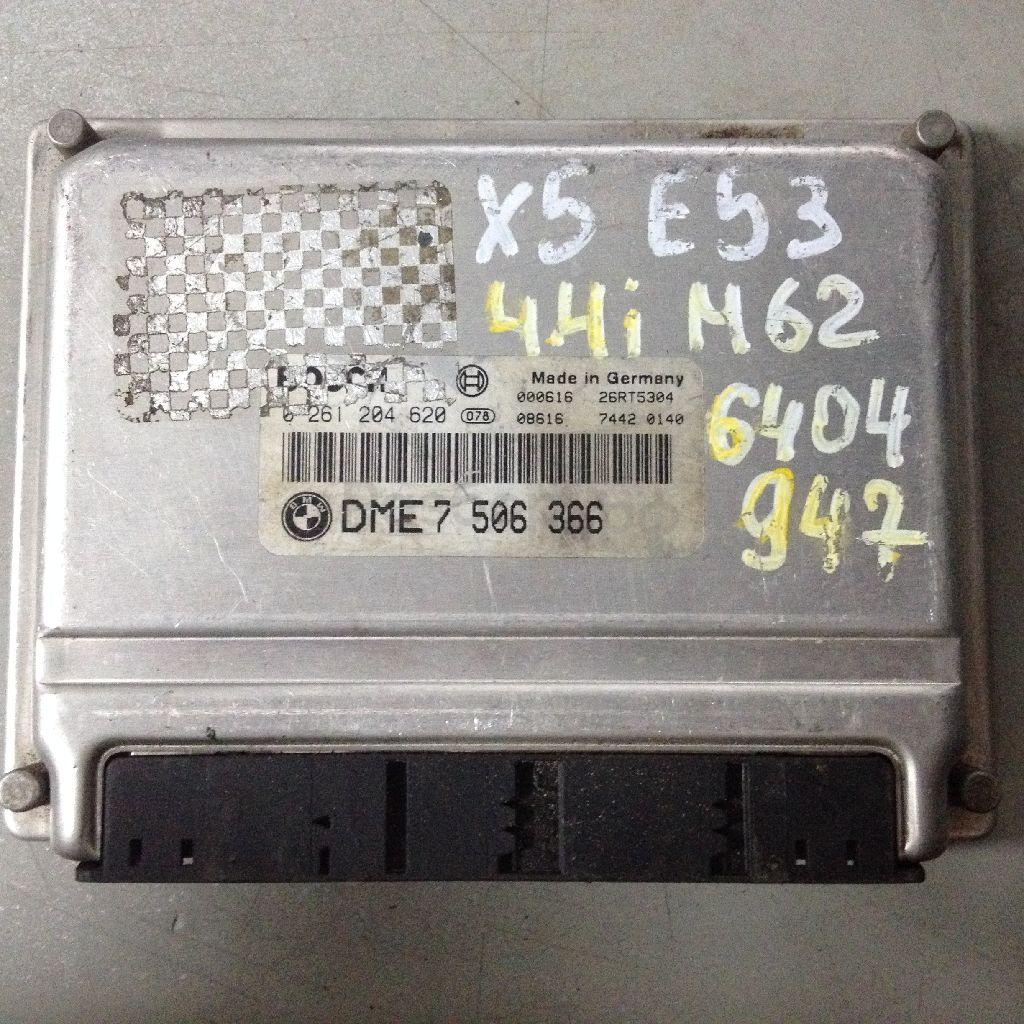 X5 E53
4.4i M62
BOSCH
Made in Germany
000616 26RT5304
0 261 204 620 078 08616 7442 0140
6404
947
BMW DME 7 506 366